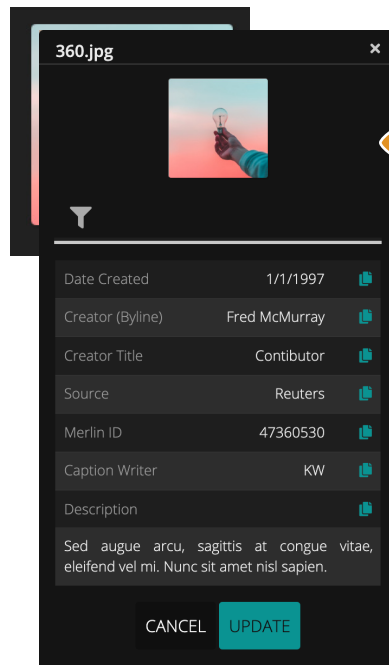 360.jpg ×
Date Created 1/1/1997
Creator (Byline) Fred McMurray
Creator Title Contibutor
Source Reuters
Merlin ID 47360530
Caption Writer KW
Description
Sed augue arcu, sagittis at congue vitae,
eleifend vel mi. Nunc sit amet nisl sapien.
CANCEL UPDATE